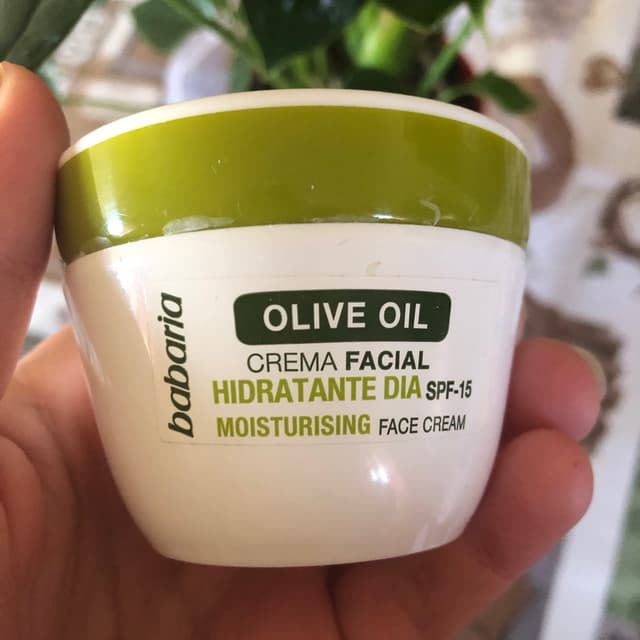 babaria
OLIVE OIL
CREMA FACIAL
HIDRATANTE DIA SPF-15
MOISTURISING FACE CREAM